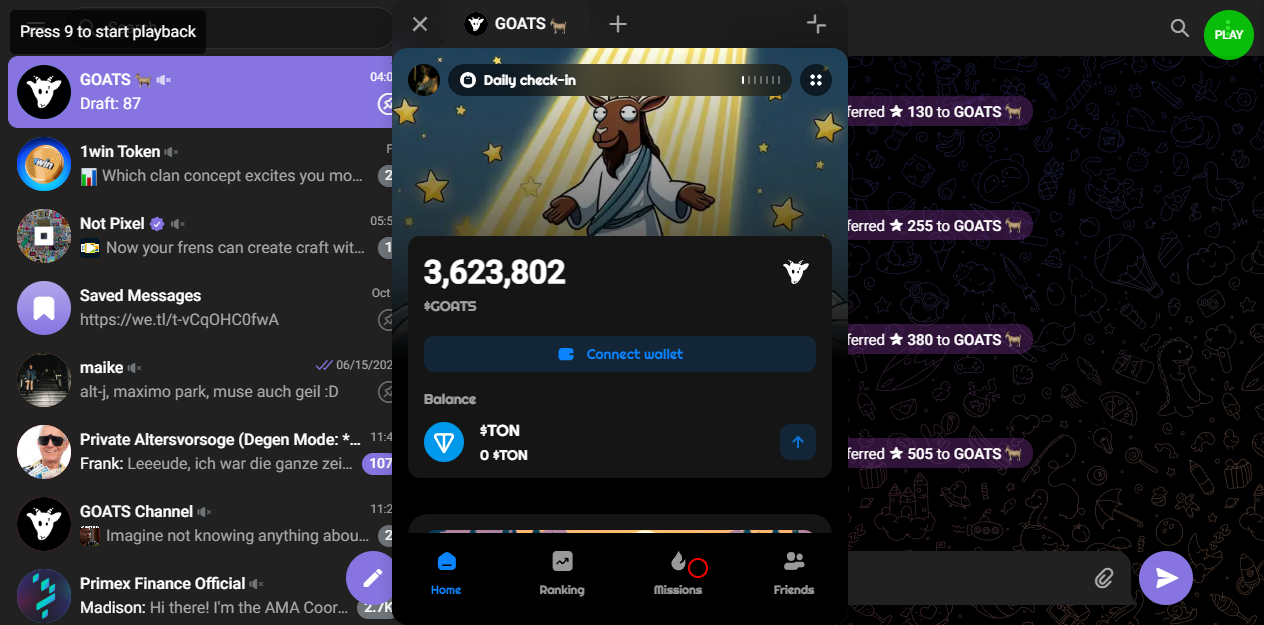 Press 9 to start playback
GOATS
04:0
Draft: 87
1win Token
F
Which clan concept excites you mo...
2
Not Pixel
05:5
Now your frens can create craft wit...
1
Saved Messages
Oct
https://we.tl/t-vCqOHC0fwA
maike
06/15/202
alt-j, maximo park, muse auch geil :D
Private Altersvorsoge (Degen Mode: *...
11:4
Frank: Leeeude, ich war die ganze zei...
107
GOATS Channel
11:2
Imagine not knowing anything abou...
2
Primex Finance Official
Madison: Hi there! I'm the AMA Coor...
2.7K
GOATS
Daily check-in
3,623,802
$GOATS
Connect wallet
Balance
$TON
0 $TON
Home
Ranking
Missions
Friends
PLAY
ferred ★ 130 to GOATS
ferred ★ 255 to GOATS
ferred ★ 380 to GOATS
ferred ★ 505 to GOATS